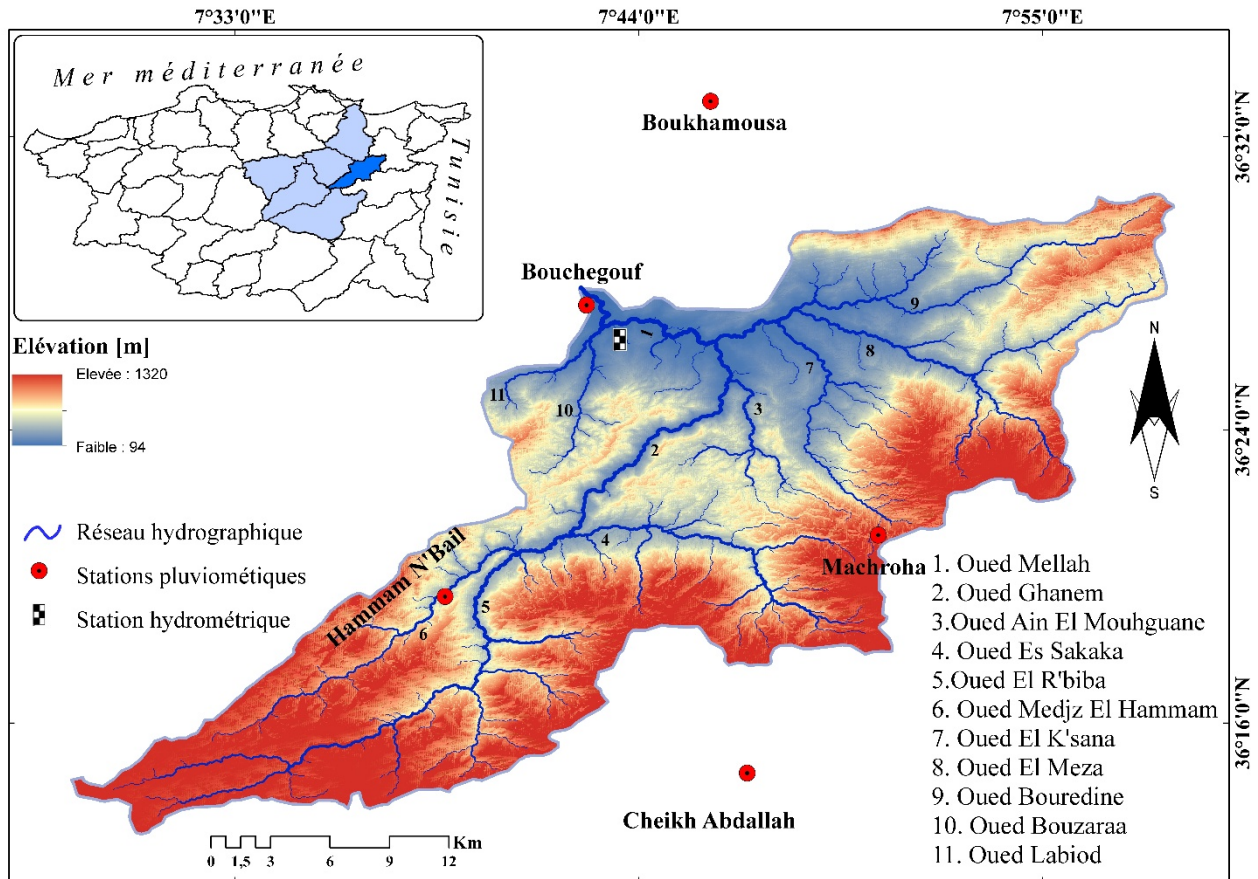 7°33'0"E
7°44'0"E
7°55'0"E
Mer méditerranée
Tunisie
Boukhamousa
36°32'0"N
Bouchegouf
Elévation [m]
Elevée : 1320
Faible : 94
9
1
8
7
11
10
3
2
N
S
36°24'0"N
Réseau hydrographique
Stations pluviométiques
Station hydrométrique
Hammam N'Bail
4
5
6
Machroha
1. Oued Mellah
2. Oued Ghanem
3.Oued Ain El Mouhguane
4. Oued Es Sakaka
5.Oued El R'biba
6. Oued Medjz El Hammam
7. Oued El K'sana
8. Oued El Meza
9. Oued Bouredine
10. Oued Bouzaraa
11. Oued Labiod
36°16'0"N
Cheikh Abdallah
Km
0 1,5 3 6 9 12